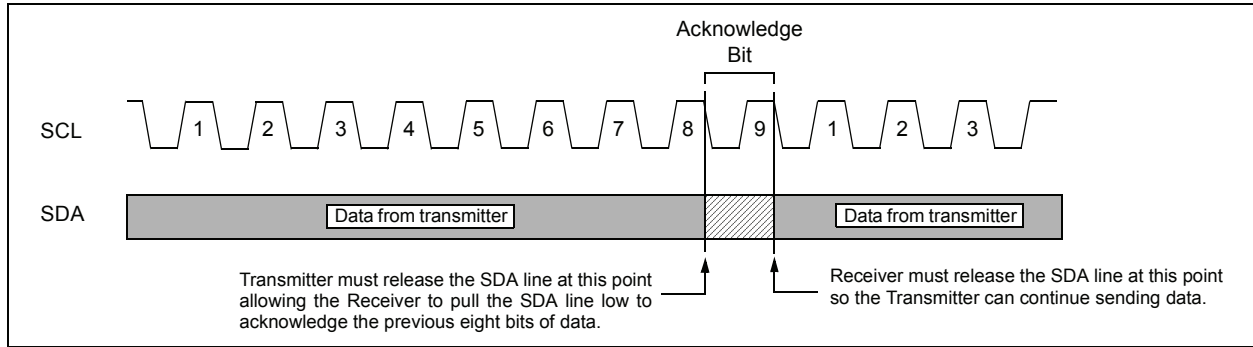 Acknowledge
Bit
SCL
1 2 3 4 5 6 7 8 9 1 2 3
SDA
Data from transmitter
Data from transmitter
Transmitter must release the SDA line at this point
allowing the Receiver to pull the SDA line low to
acknowledge the previous eight bits of data.
Receiver must release the SDA line at this point
so the Transmitter can continue sending data.